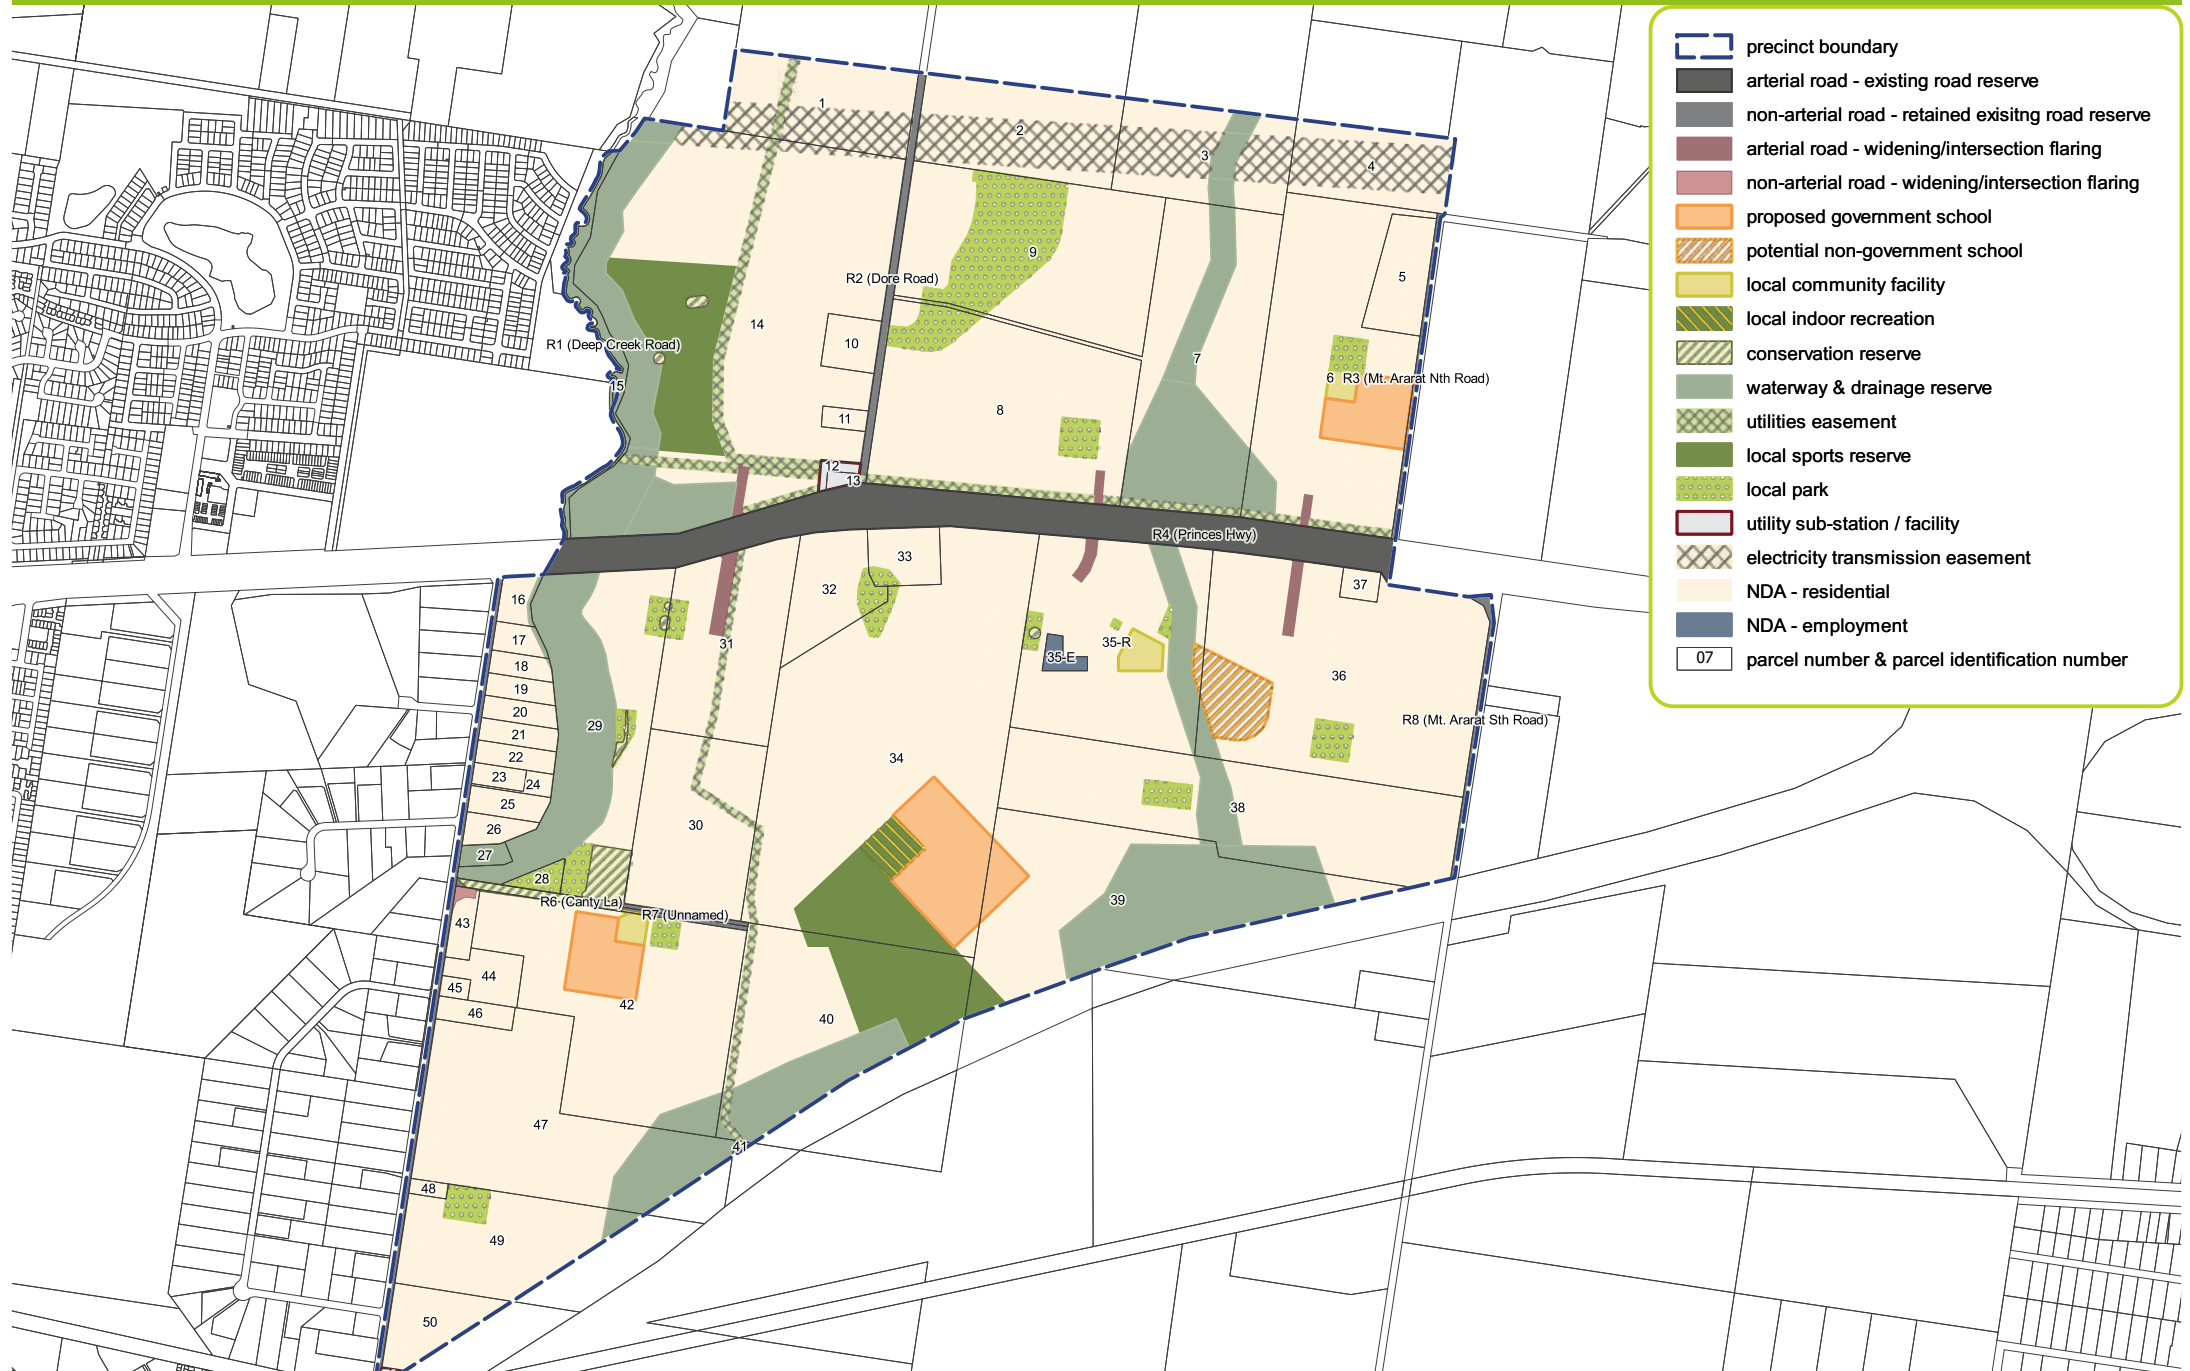 precinct boundary
arterial road - existing road reserve
non-arterial road - retained exisitng road reserve
arterial road - widening/intersection flaring
non-arterial road - widening/intersection flaring
proposed government school
potential non-government school
local community facility
local indoor recreation
conservation reserve
waterway & drainage reserve
utilities easement
local sports reserve
local park
utility sub-station / facility
electricity transmission easement
NDA - residential
NDA - employment
07 parcel number & parcel identification number
1
2
3
4
9
5
R2 (Dore Road)
14
10
R1 (Deep Creek Road)
7
15
6 R3 (Mt. Ararat Nth Road)
8
11
12
13
R4 (Princes Hwy)
33
37
32
16
17
31
35-R
35-E
18
36
19
20
R8 (Mt. Ararat Sth Road)
29
21
22
34
23
24
25
38
30
26
27
28
39
R6 (Canty La)
R7 (Unnamed)
43
44
45
42
46
40
47
41
48
49
50